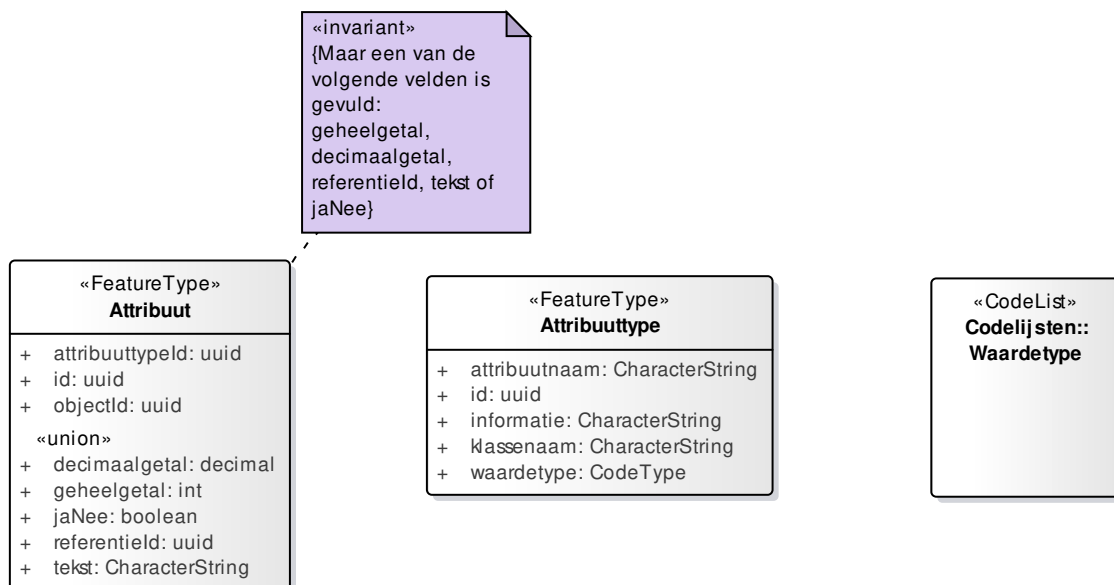 «invariant»
{Maar een van de
volgende velden is
gevuld:
geheelgetal,
decimaalgetal,
referentieId, tekst of
jaNee}
«FeatureType»
Attribuut
+ attribuuttypeId: uuid
+ id: uuid
+ objectId: uuid
«union»
+ decimaalgetal: decimal
+ geheelgetal: int
+ jaNee: boolean
+ referentieId: uuid
+ tekst: CharacterString
«FeatureType»
Attribuuttype
+ attribuutnaam: CharacterString
+ id: uuid
+ informatie: CharacterString
+ klassenaam: CharacterString
+ waardetype: CodeType
«CodeList»
Codelijsten::
Waardetype